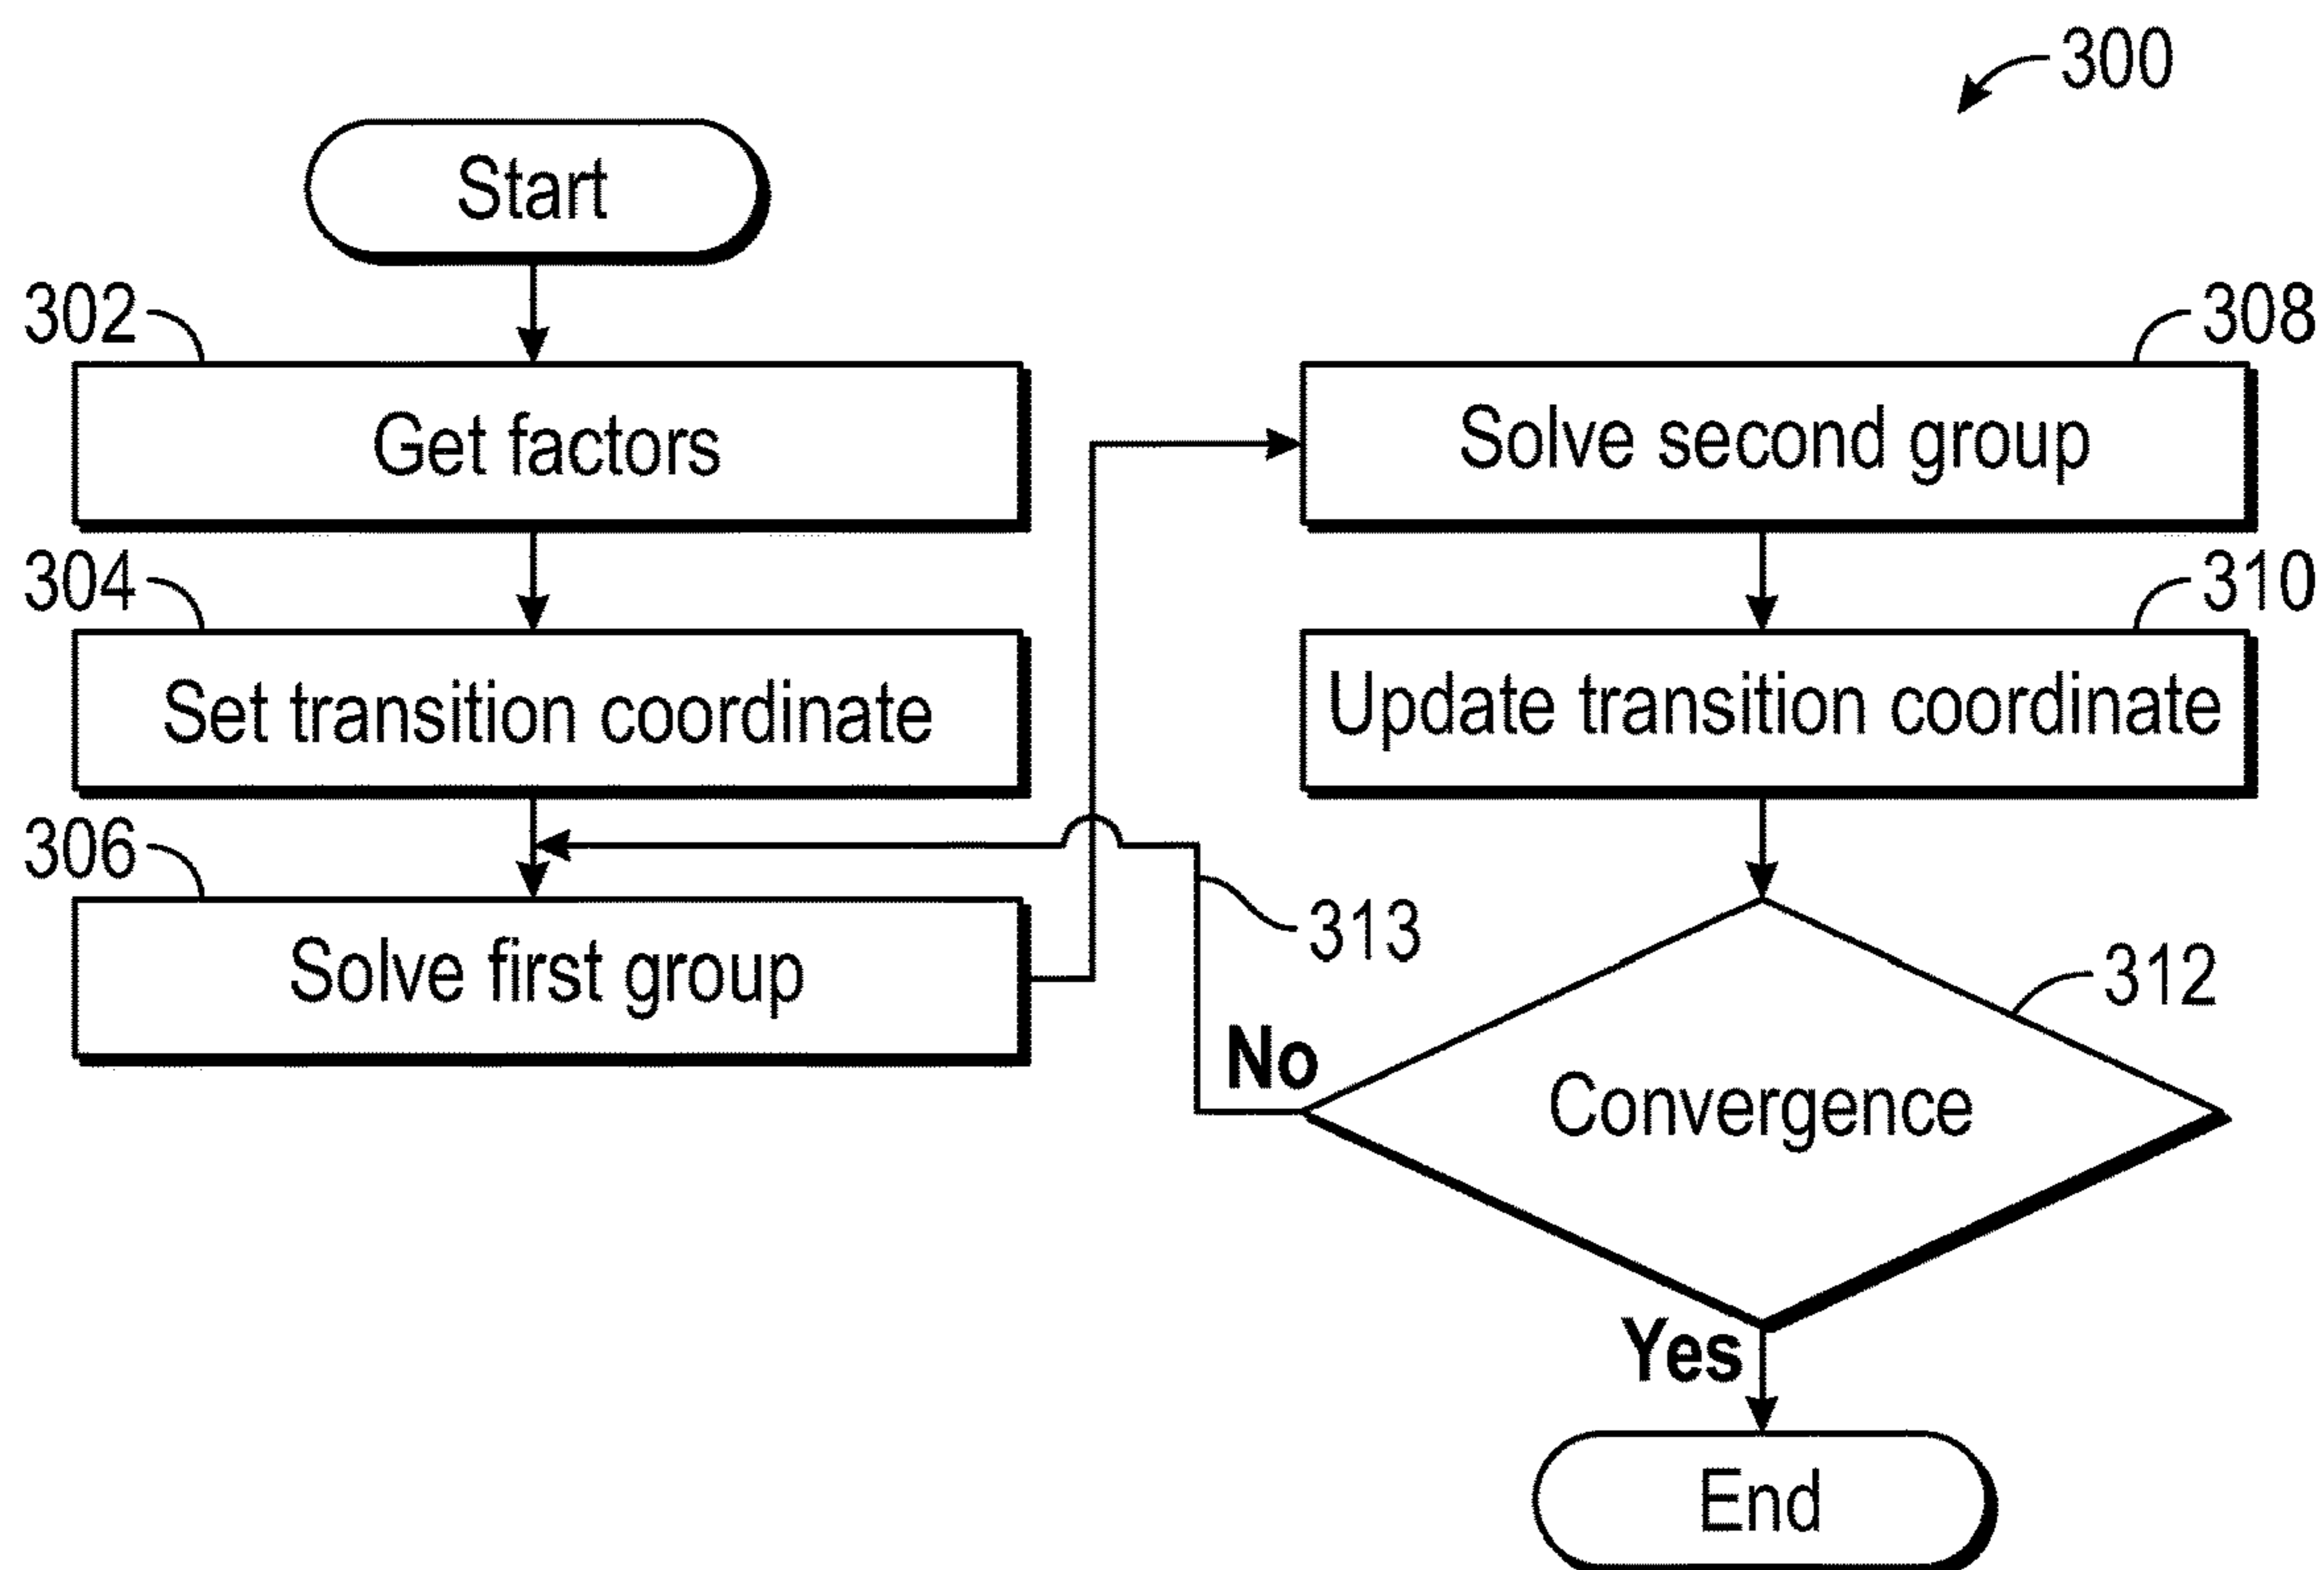 300
Start
302
Get factors
304
Set transition coordinate
306
Solve first group
308
Solve second group
310
Update transition coordinate
313
312
Convergence
No
Yes
End